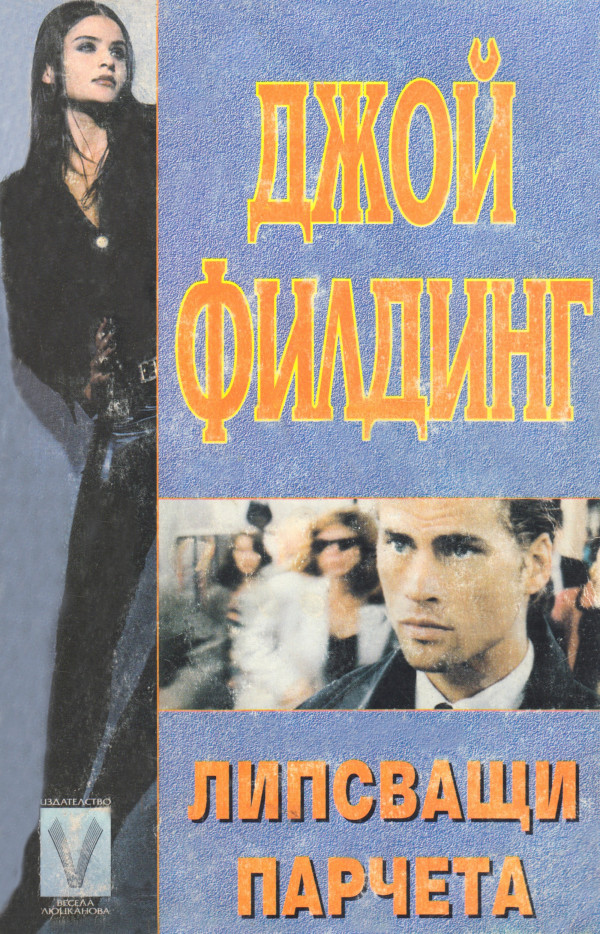 ДЖОЙ
ФИЛДИНГ
ЛИПСВАЩИ
ПАРЧЕТА
ИЗДАТЕЛСТВО
V
ВЕСЕЛА
ЛЮЦКАНОВА